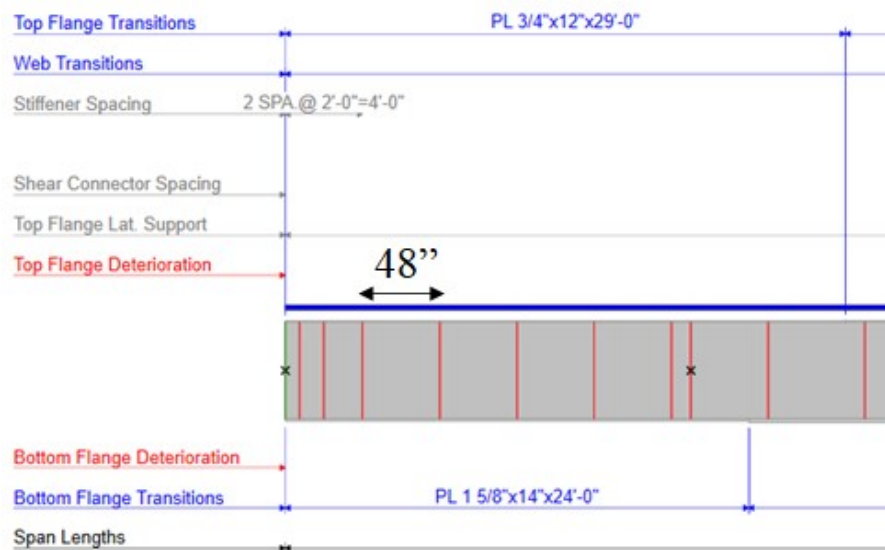 Top Flange Transitions PL 3/4"x12"x29'-0"
Web Transitions
Stiffener Spacing 2 SPA.@ 2'-0"=4'-0"
Shear Connector Spacing
Top Flange Lat. Support
Top Flange Deterioration
48”
Bottom Flange Deterioration
Bottom Flange Transitions PL 1 5/8"x14"x24'-0"
Span Lengths